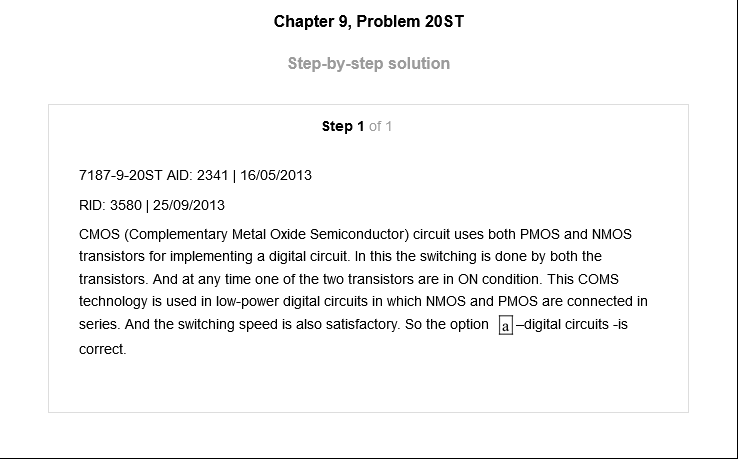 Chapter 9, Problem 20ST
Step-by-step solution
Step 1 of 1
7187-9-20ST AID: 2341 | 16/05/2013
RID: 3580 | 25/09/2013
CMOS (Complementary Metal Oxide Semiconductor) circuit uses both PMOS and NMOS
transistors for implementing a digital circuit. In this the switching is done by both the
transistors. And at any time one of the two transistors are in ON condition. This COMS
technology is used in low-power digital circuits in which NMOS and PMOS are connected in
series. And the switching speed is also satisfactory. So the option a –digital circuits -is
correct.